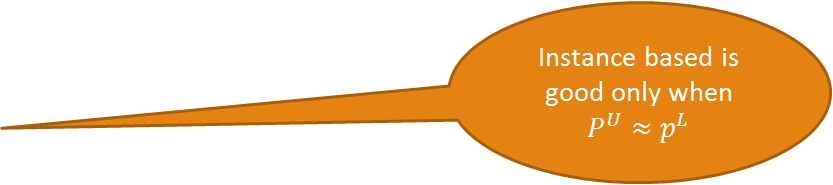 Instance based is
good only when
𝑃^𝑈 ≈ 𝑝^𝐿